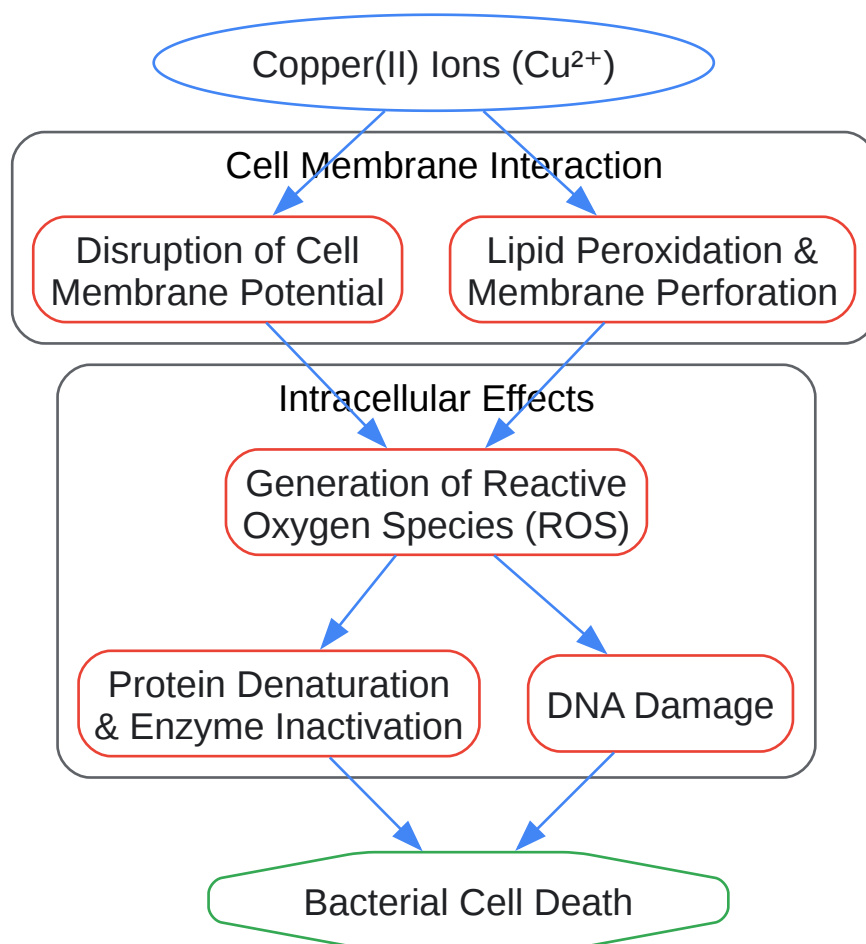 Copper(II) Ions (Cu²⁺)
Cell Membrane Interaction
Disruption of Cell
Membrane Potential
Lipid Peroxidation &
Membrane Perforation
Intracellular Effects
Generation of Reactive
Oxygen Species (ROS)
Protein Denaturation
& Enzyme Inactivation
DNA Damage
Bacterial Cell Death